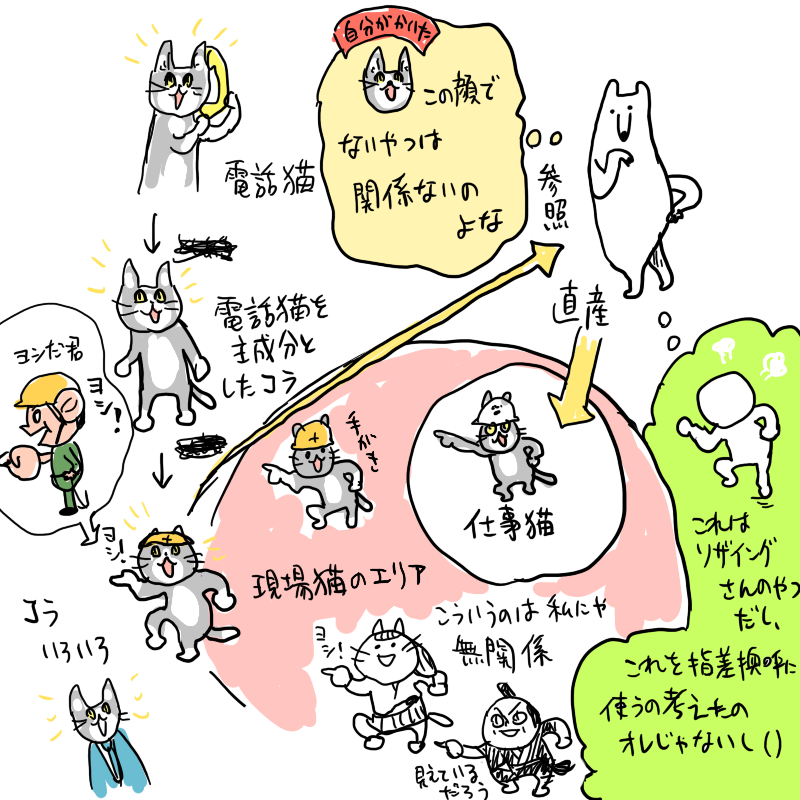 自分がかいた
この顔で
ないやつは
関係ないの
よな
電話猫
参照
直産
電話猫を
主成分と
したコラ
ヨシだ君
ヨシ!
手がき
仕事猫
ヨシ!
現場猫のエリア
コラ
いろいろ
こういうのは私にゃ
無関係
ヨシ!
見えている
だろう
これは
リザイング
さんのやつ
だし、
これを指差換呼に
使うの考えたの
オレじゃないし()